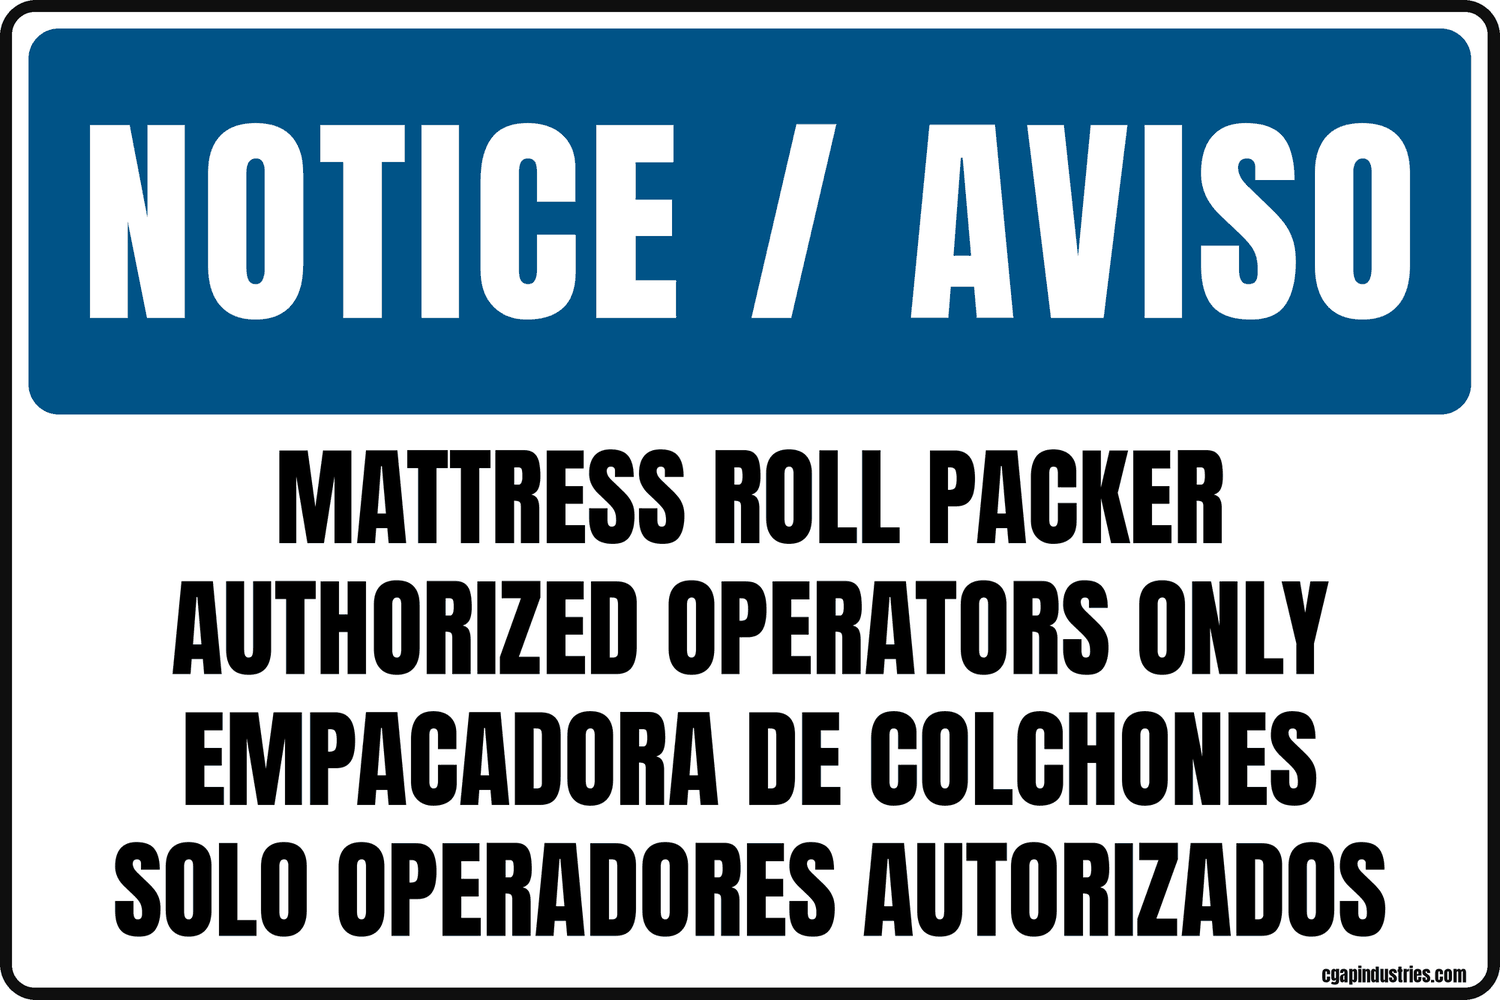 NOTICE / AVISO
MATTRESS ROLL PACKER
AUTHORIZED OPERATORS ONLY
EMPACADORA DE COLCHONES
SOLO OPERADORES AUTORIZADOS
cgapindustries.com